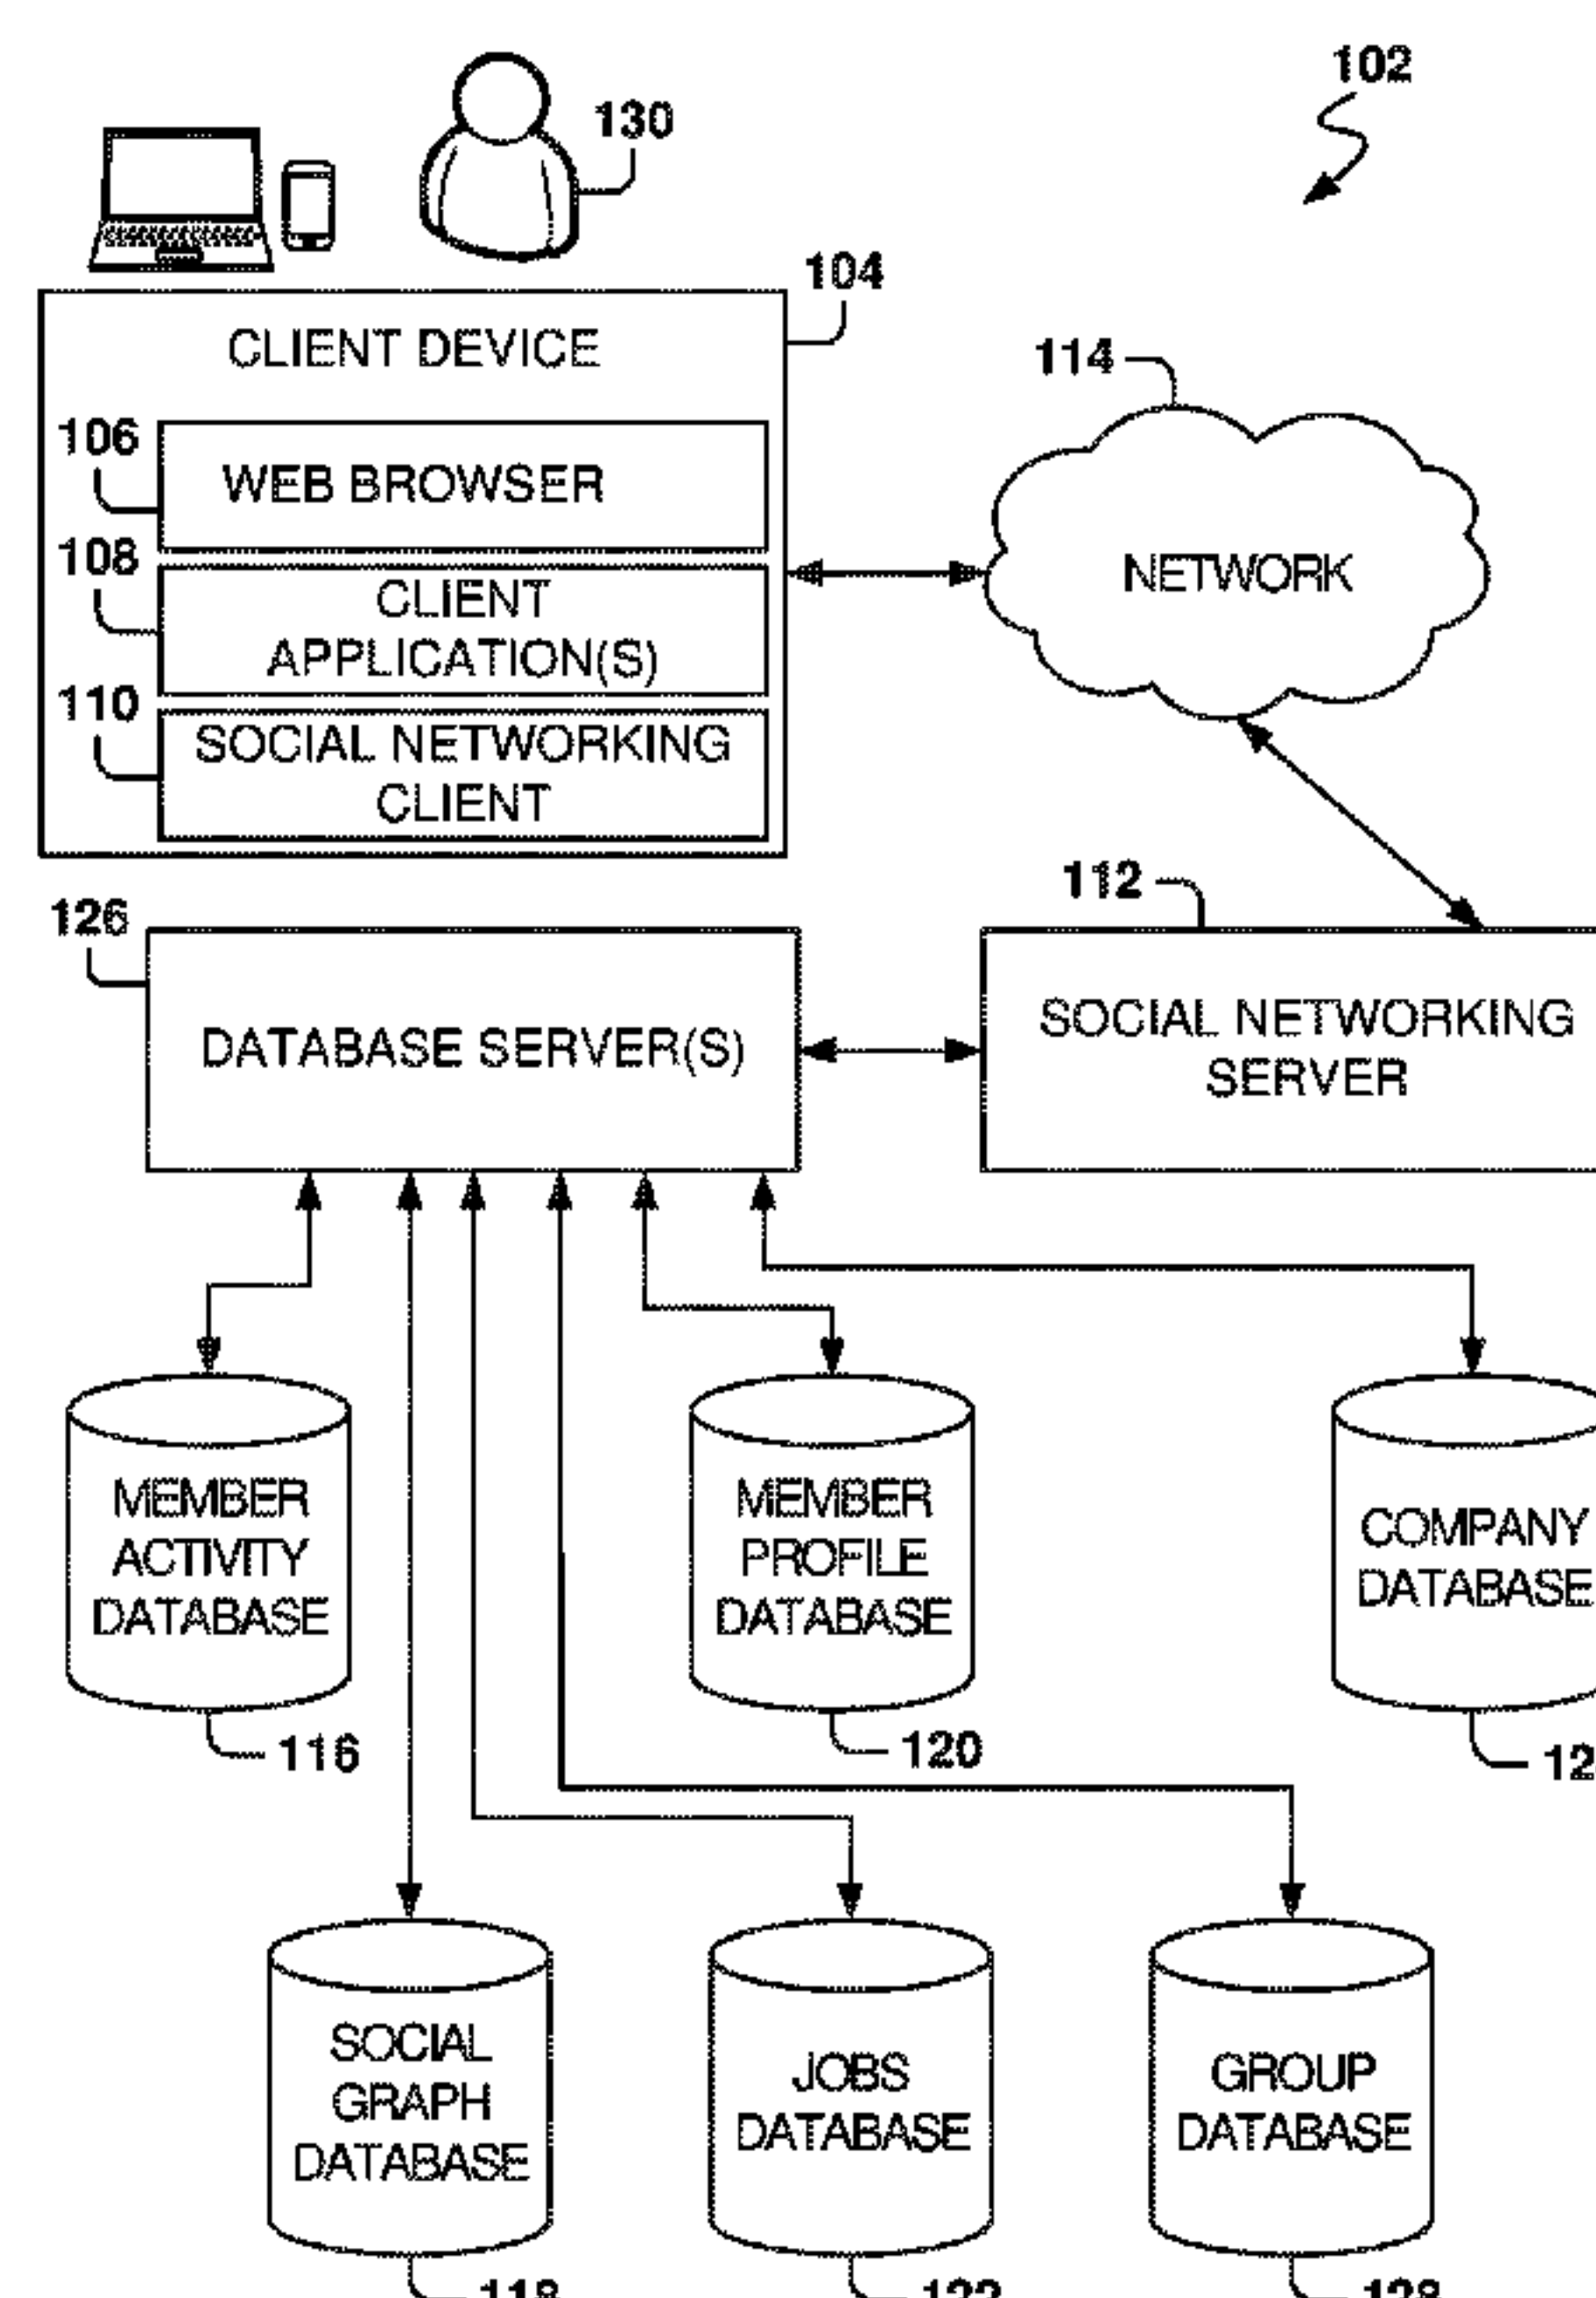 102
130
104
CLIENT DEVICE
114
106
WEB BROWSER
108
CLIENT
APPLICATION(S)
NETWORK
110
SOCIAL NETWORKING
CLIENT
112
126
DATABASE SERVER(S)
SOCIAL NETWORKING
SERVER
MEMBER
ACTIVITY
DATABASE
MEMBER
PROFILE
DATABASE
COMPANY
DATABASE
116
120
12
SOCIAL
GRAPH
DATABASE
JOBS
DATABASE
GROUP
DATABASE
118